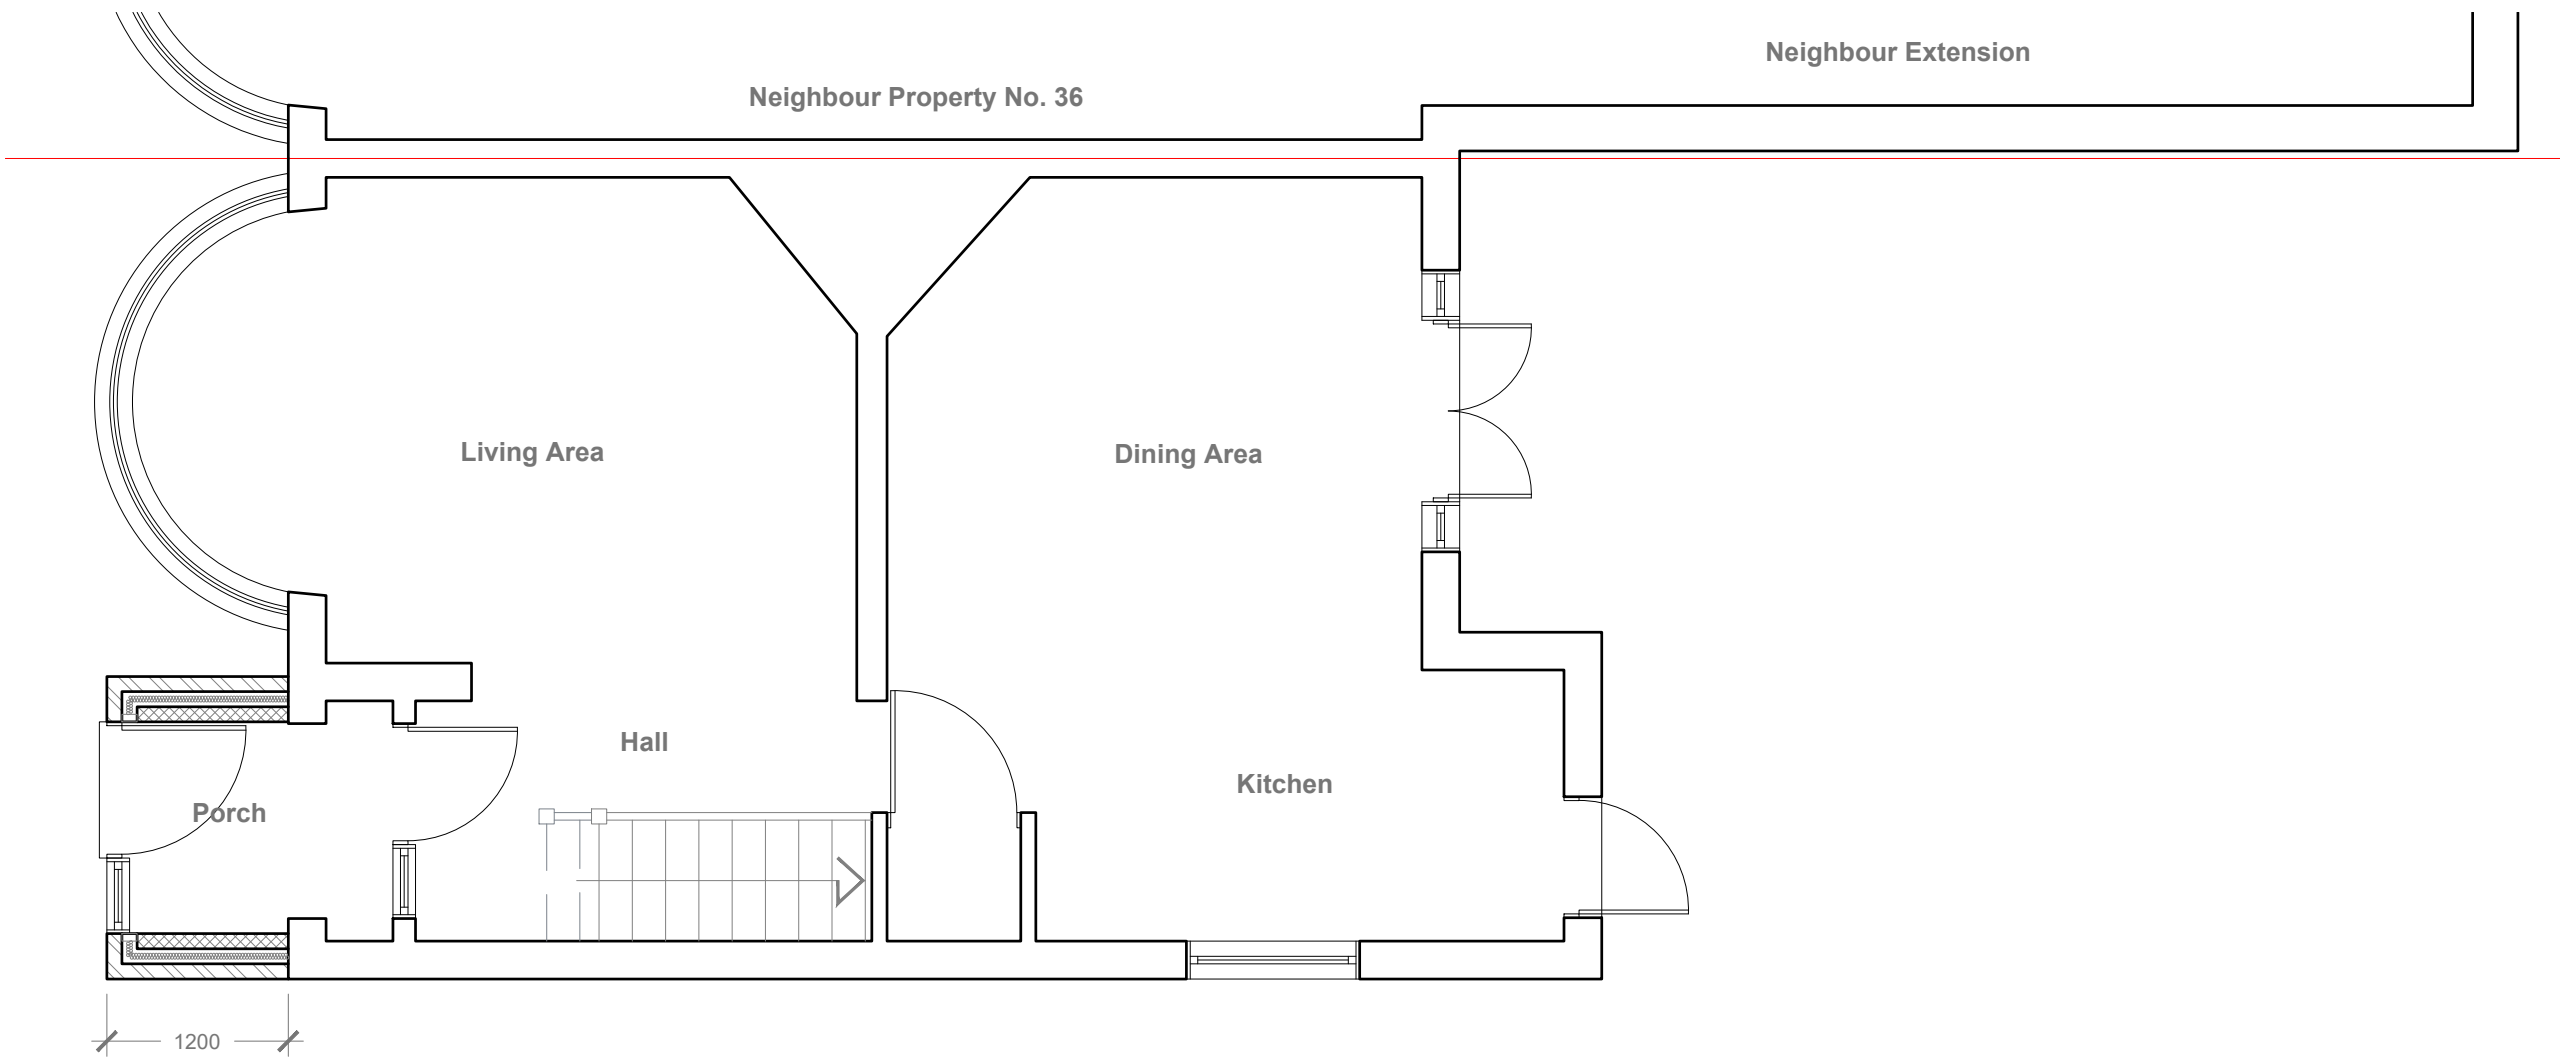 Neighbour Extension
Neighbour Property No. 36
Living Area
Dining Area
Hall
Kitchen
Porch
1200